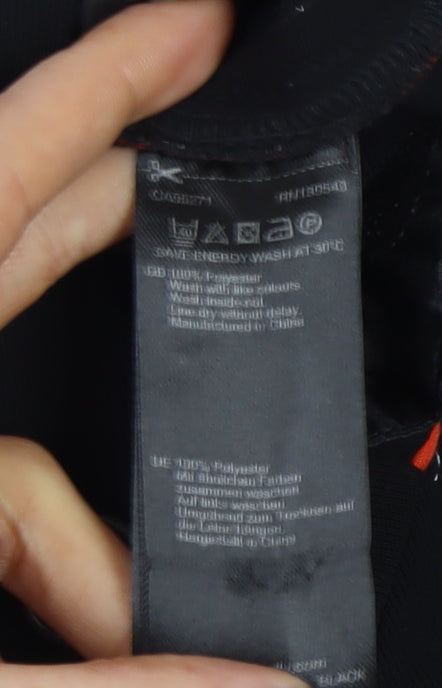 SAVE ENERGY WASH AT 30°C
GB 100% Polyester
Wash with like colours
Wash inside out
Line dry without delay
Manufactured in China
DE 100% Polyester
Mit ähnlichen Farben
zusammen waschen
Auf links waschen
Umgehend zum Trocknen auf
die Leine hängen
Hergestellt in China
BLACK